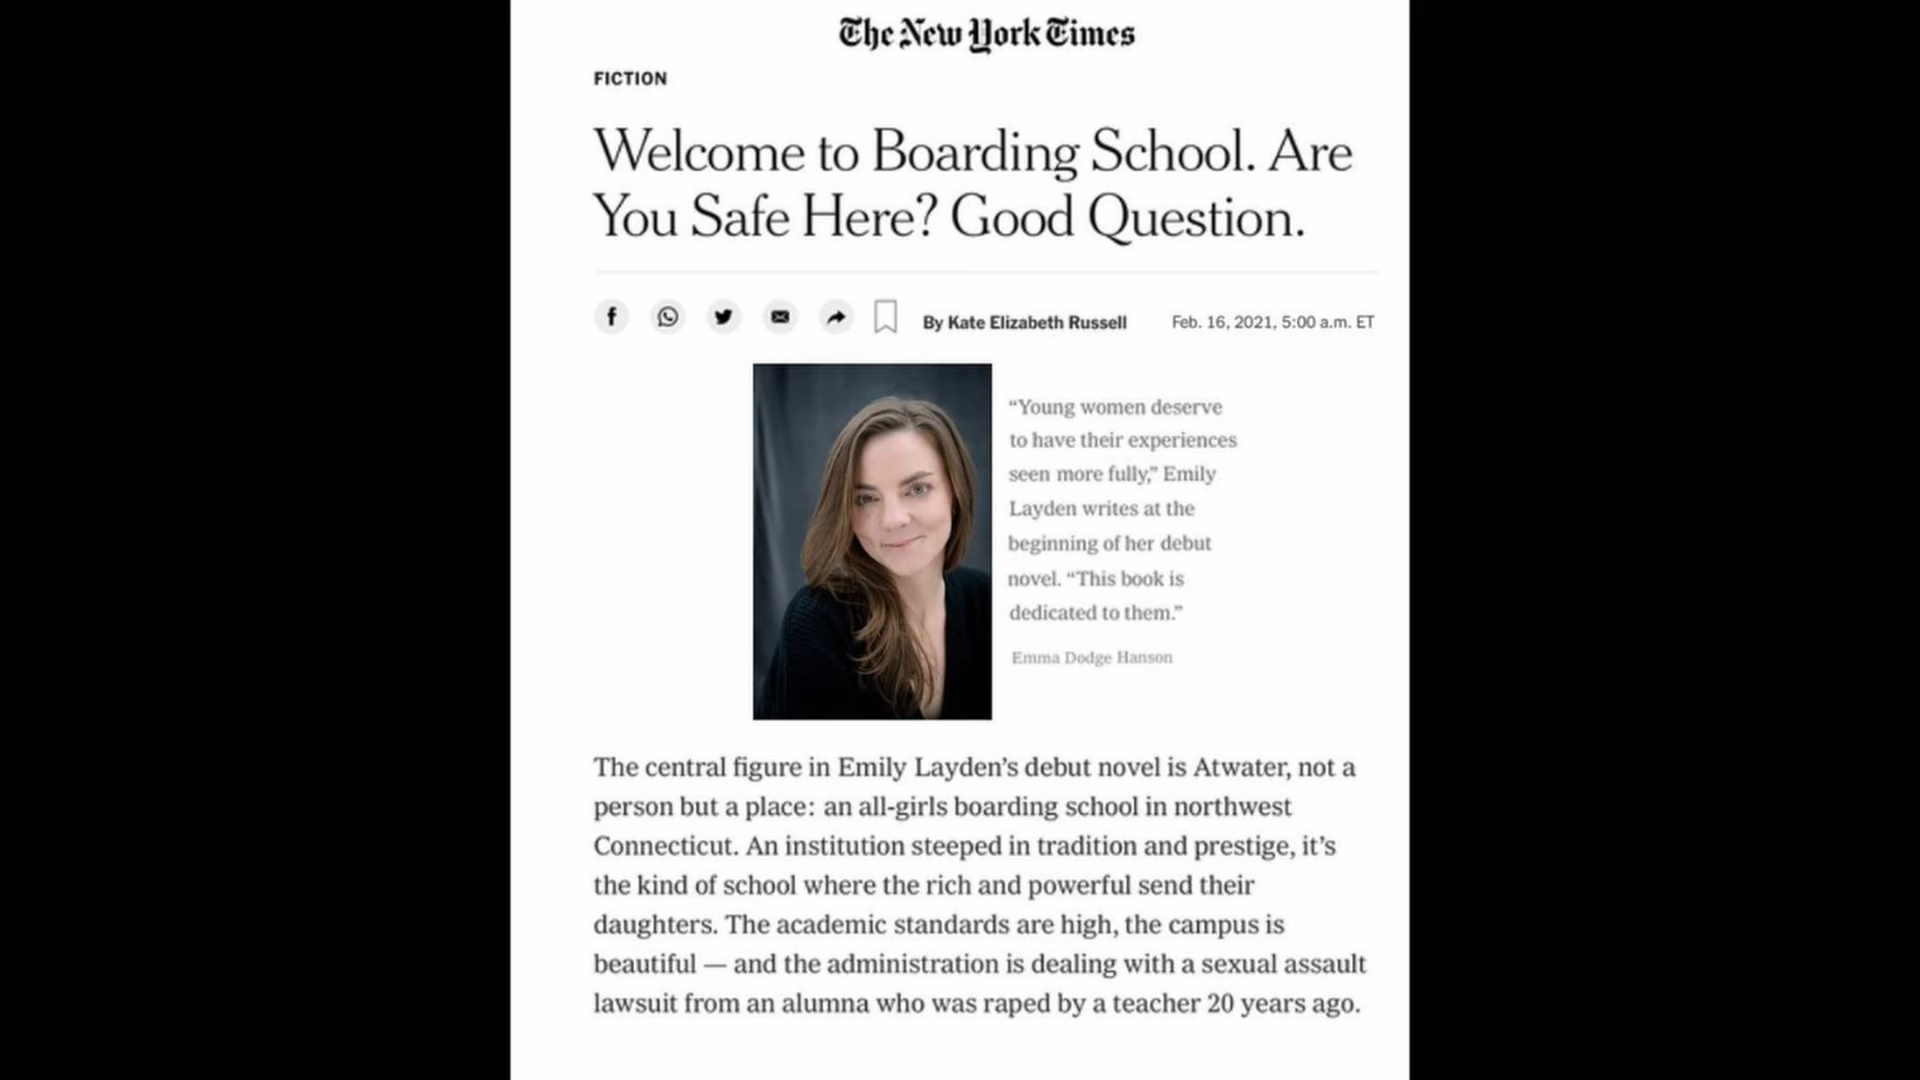 The New York Times
FICTION
Welcome to Boarding School. Are
You Safe Here? Good Question.
By Kate Elizabeth Russell
Feb. 16, 2021, 5:00 a.m. ET
“Young women deserve
to have their experiences
seen more fully,” Emily
Layden writes at the
beginning of her debut
novel. “This book is
dedicated to them.”
Emma Dodge Hanson
The central figure in Emily Layden’s debut novel is Atwater, not a
person but a place: an all-girls boarding school in northwest
Connecticut. An institution steeped in tradition and prestige, it’s
the kind of school where the rich and powerful send their
daughters. The academic standards are high, the campus is
beautiful — and the administration is dealing with a sexual assault
lawsuit from an alumna who was raped by a teacher 20 years ago.